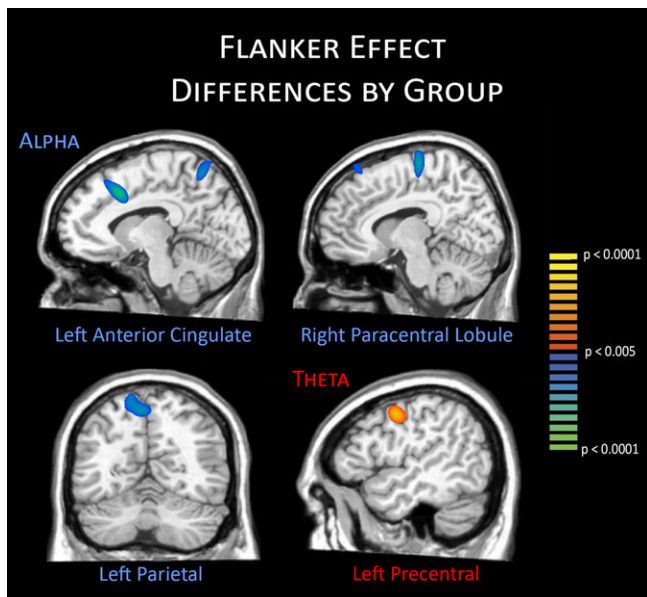 FLANKER EFFECT
DIFFERENCES BY GROUP
ALPHA
Left Anterior Cingulate
Right Paracentral Lobule
p < 0.0001
p < 0.005
p < 0.0001
THETA
Left Parietal
Left Precentral